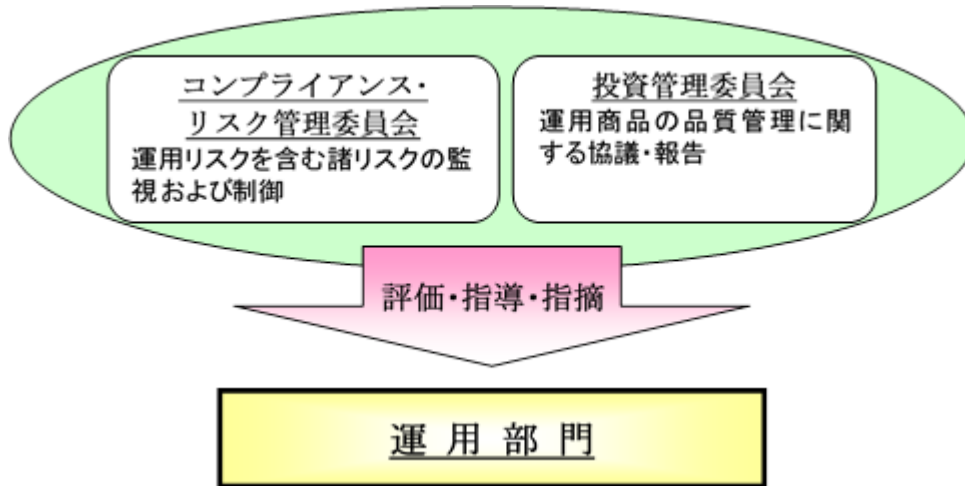 コンプライアンス・
リスク管理委員会
運用リスクを含む諸リスクの監
視および制御
投資管理委員会
運用商品の品質管理に関
する協議・報告
評価・指導・指摘
運用部門